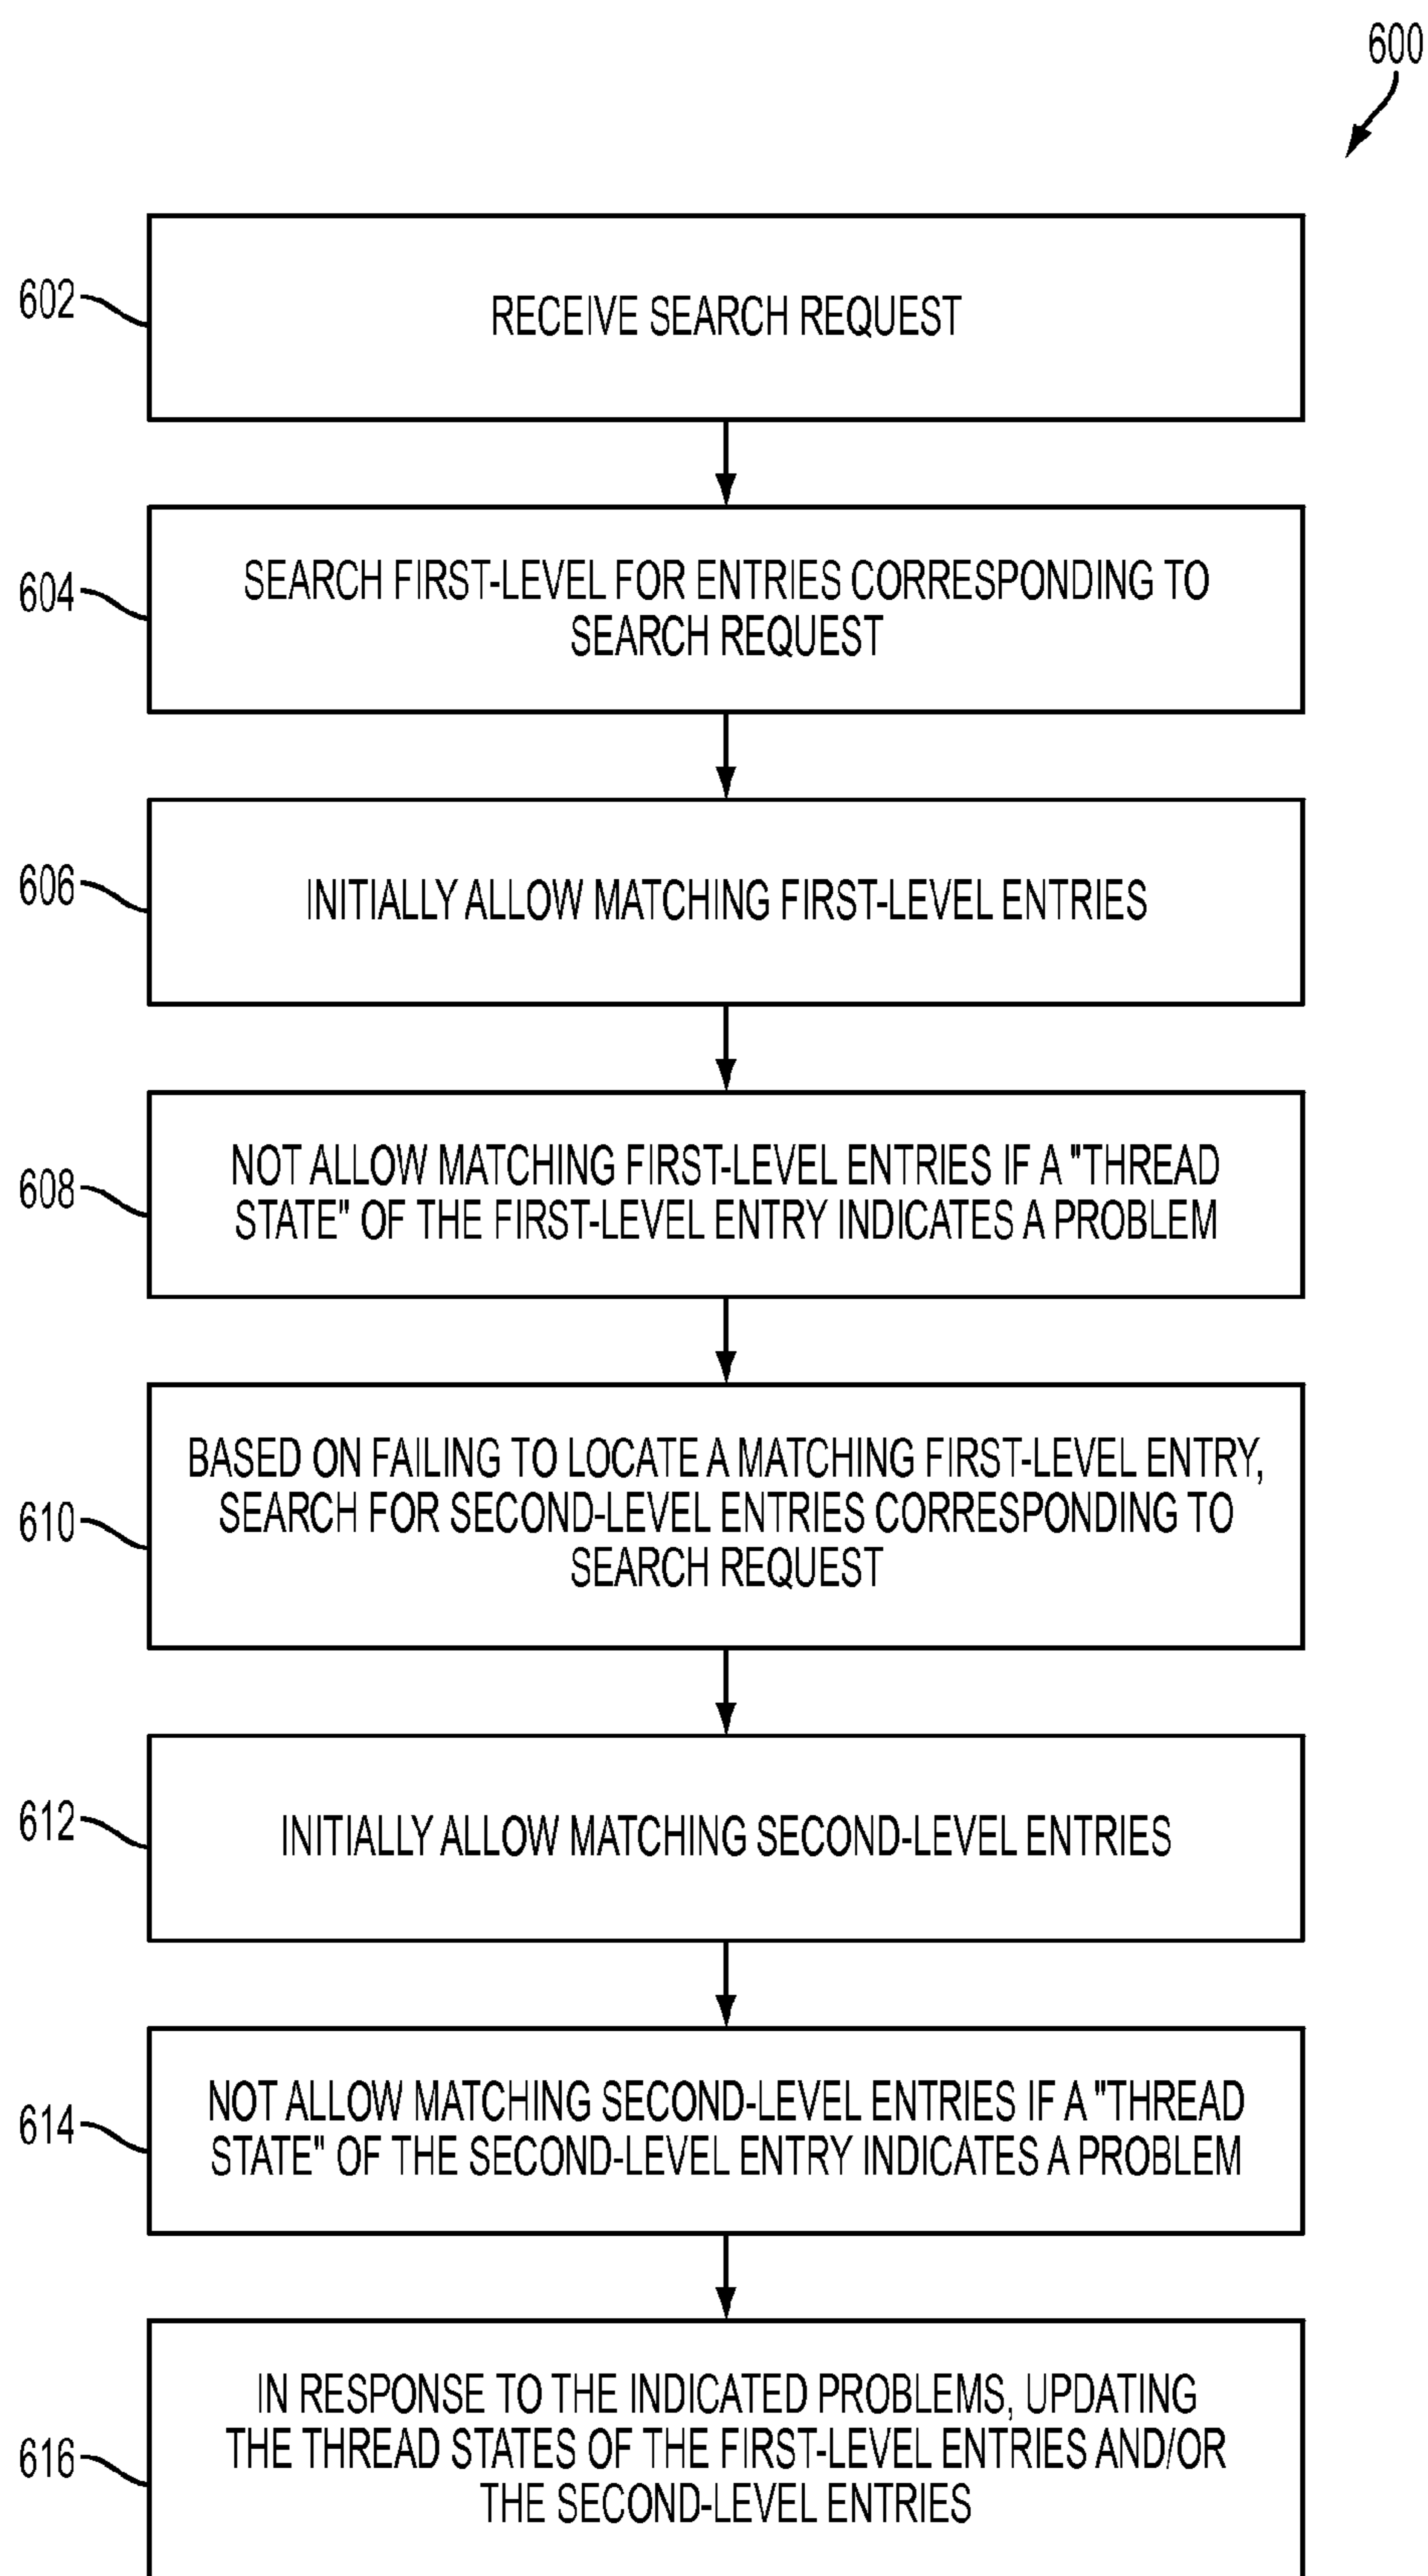 600
602
RECEIVE SEARCH REQUEST
604
SEARCH FIRST-LEVEL FOR ENTRIES CORRESPONDING TO
SEARCH REQUEST
606
INITIALLY ALLOW MATCHING FIRST-LEVEL ENTRIES
608
NOT ALLOW MATCHING FIRST-LEVEL ENTRIES IF A "THREAD
STATE" OF THE FIRST-LEVEL ENTRY INDICATES A PROBLEM
610
BASED ON FAILING TO LOCATE A MATCHING FIRST-LEVEL ENTRY,
SEARCH FOR SECOND-LEVEL ENTRIES CORRESPONDING TO
SEARCH REQUEST
612
INITIALLY ALLOW MATCHING SECOND-LEVEL ENTRIES
614
NOT ALLOW MATCHING SECOND-LEVEL ENTRIES IF A "THREAD
STATE" OF THE SECOND-LEVEL ENTRY INDICATES A PROBLEM
616
IN RESPONSE TO THE INDICATED PROBLEMS, UPDATING
THE THREAD STATES OF THE FIRST-LEVEL ENTRIES AND/OR
THE SECOND-LEVEL ENTRIES